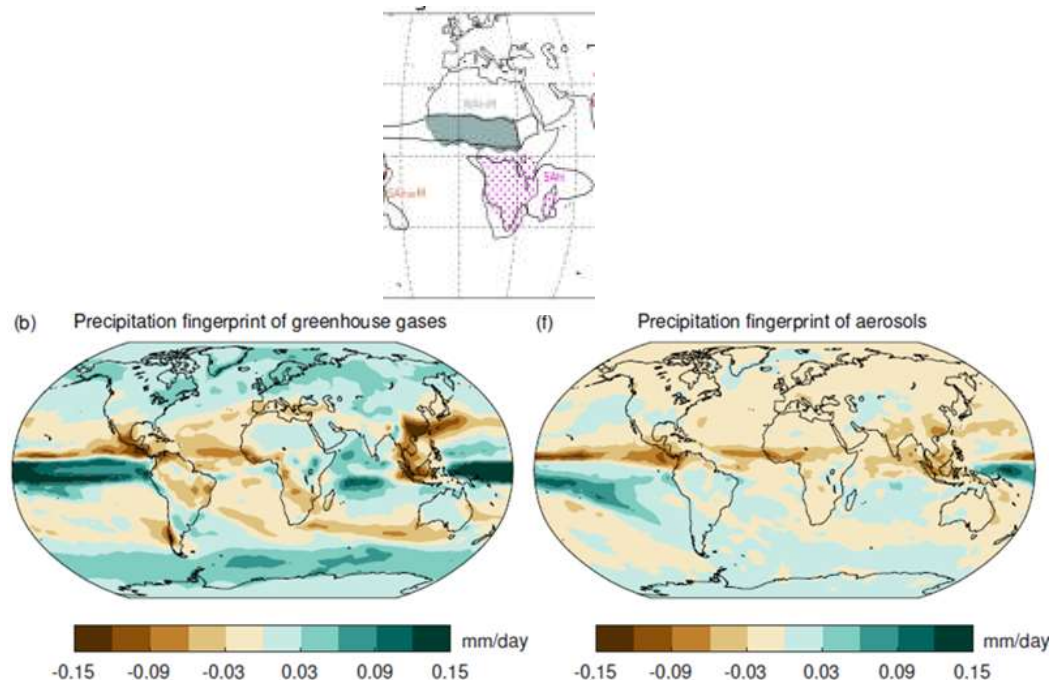 SAH
(b) Precipitation fingerprint of greenhouse gases
(f) Precipitation fingerprint of aerosols
mm/day
-0.15 -0.09 -0.03 0.03 0.09 0.15
mm/day
-0.15 -0.09 -0.03 0.03 0.09 0.15